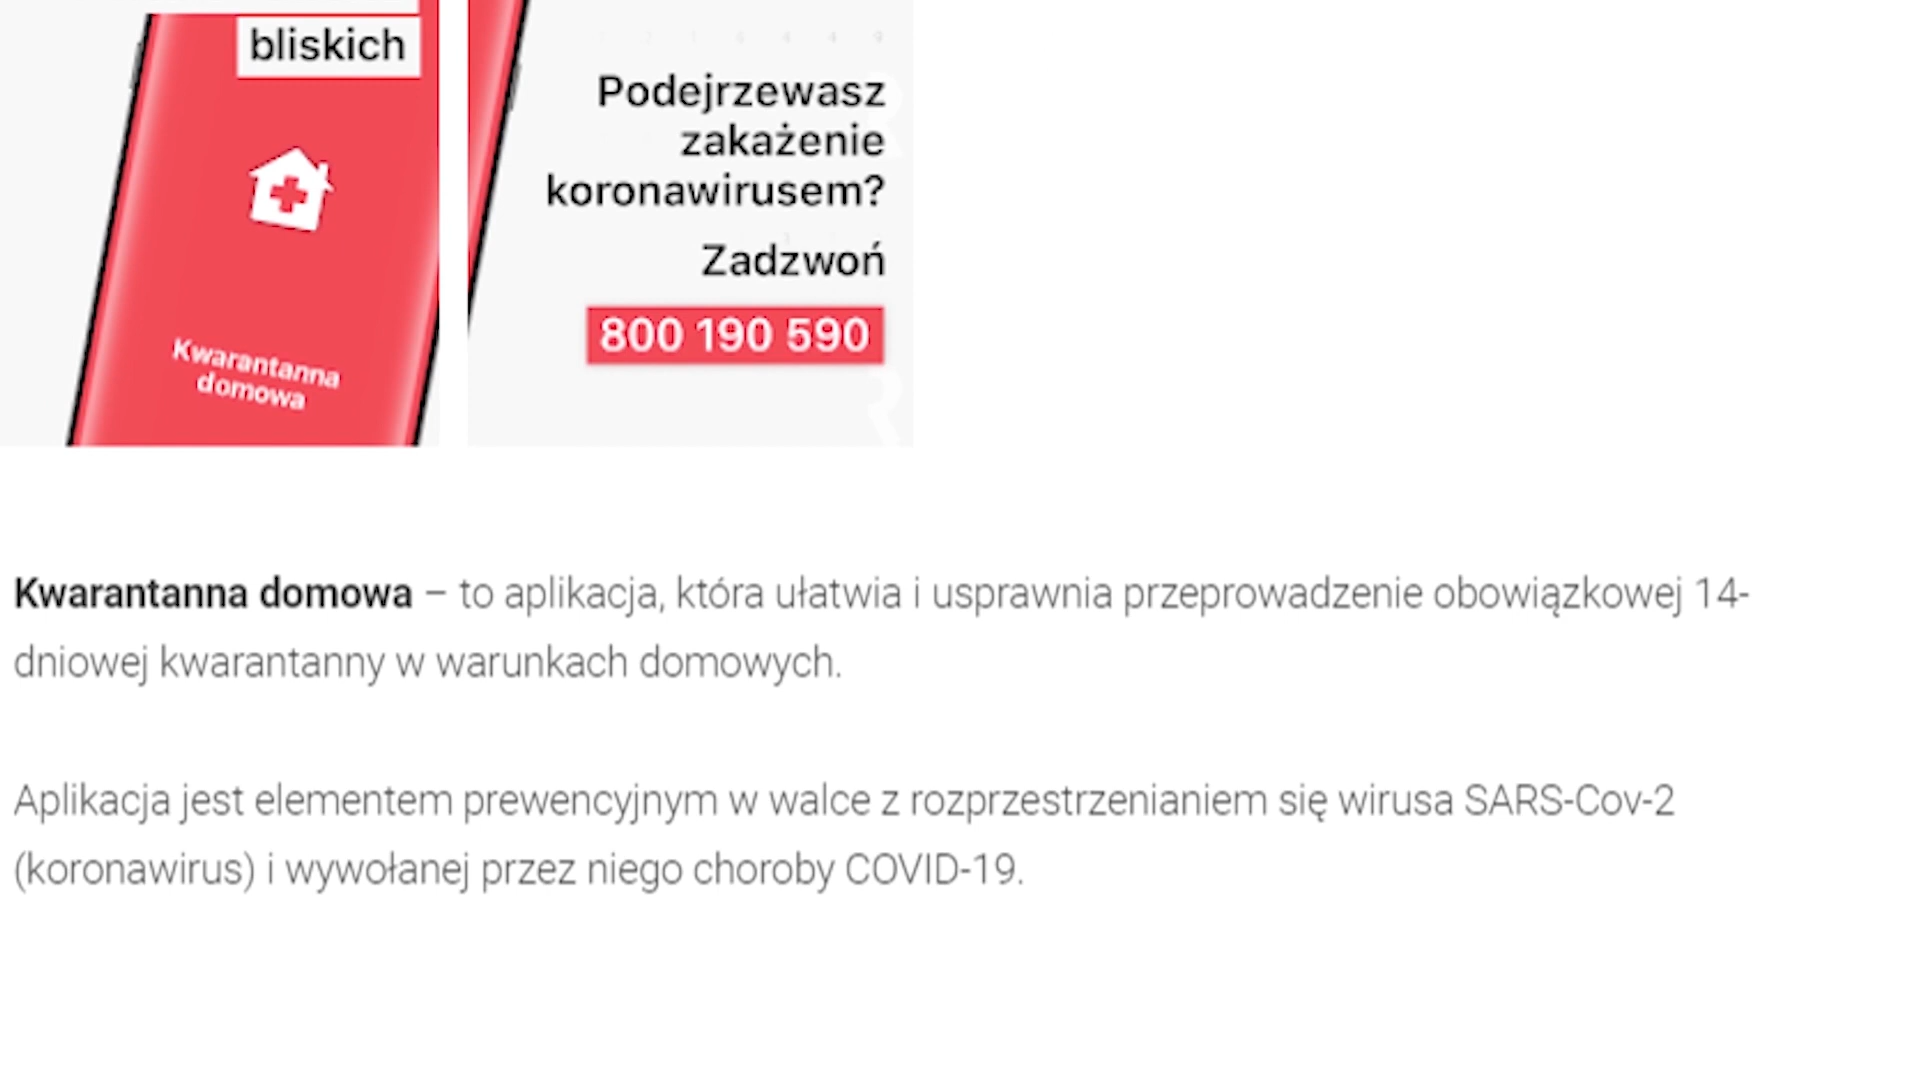 bliskich
Kwarantanna
domowa
Podejrzewasz
zakażenie
koronawirusem?
Zadzwoń
800 190 590
Kwarantanna domowa – to aplikacja, która ułatwia i usprawnia przeprowadzenie obowiązkowej 14-
dniowej kwarantanny w warunkach domowych.
Aplikacja jest elementem prewencyjnym w walce z rozprzestrzenianiem się wirusa SARS-Cov-2
(koronawirus) i wywołanej przez niego choroby COVID-19.